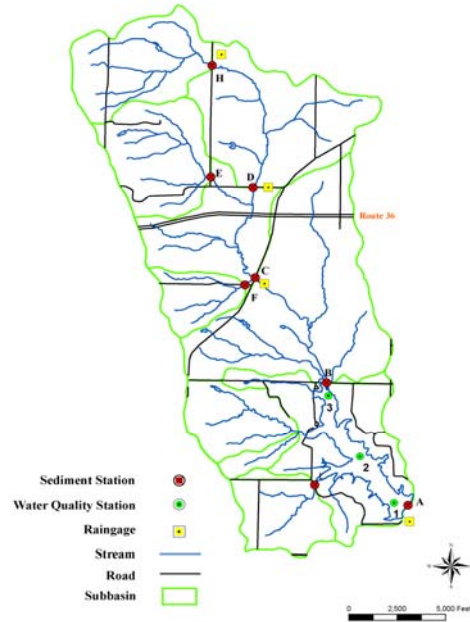 H
E
D
Route 36
C
F
B
3
2
A
1
Sediment Station
Water Quality Station
Raingage
Stream
Road
Subbasin
0 2,500 5,000 Feet